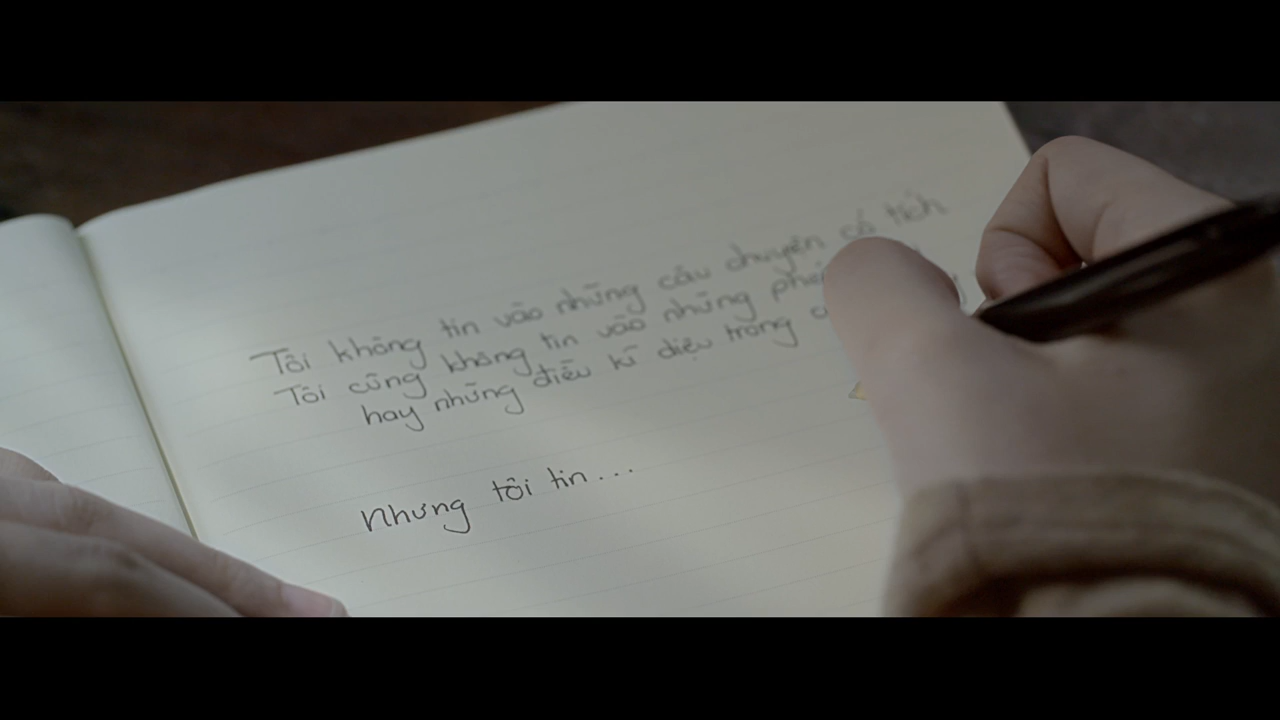 Tôi không tin vào những câu chuyện cổ tích
Tôi cũng không tin vào những
hay những điều kì diệu trong
Nhưng tôi tin...